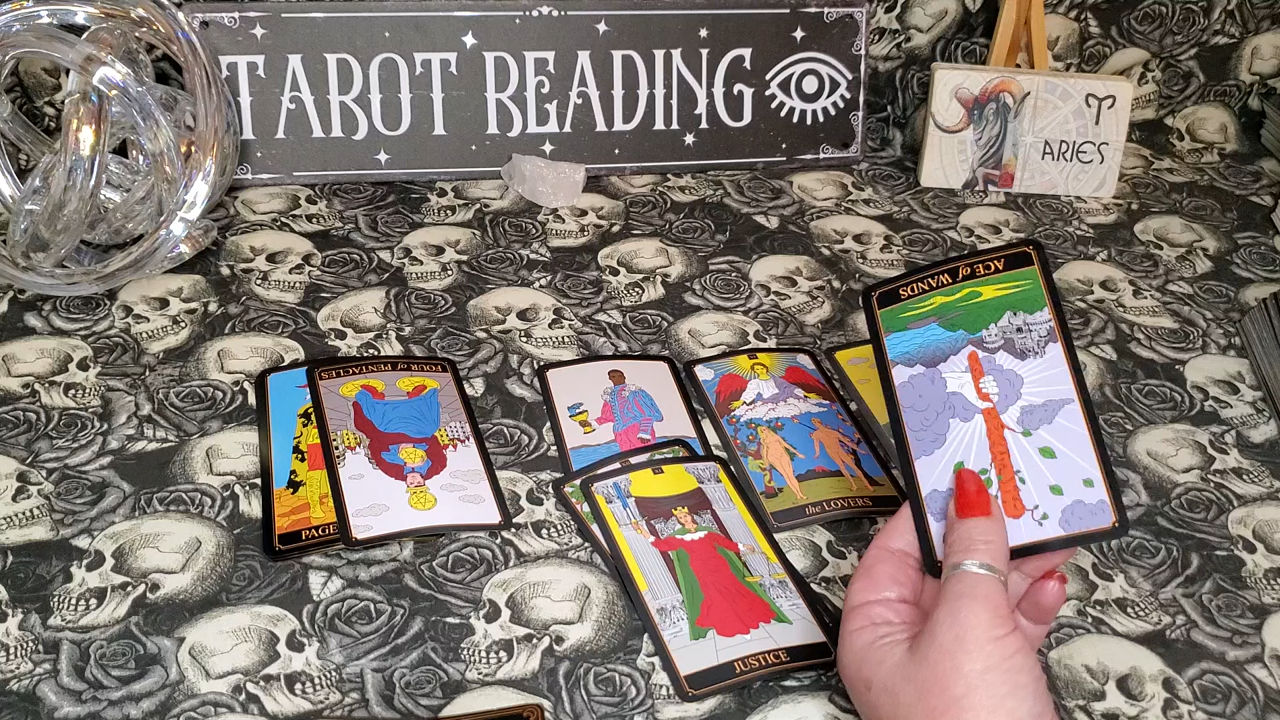 TAROT READING
ARIES
ACE of WANDS
FOUR of PENTACLES
PAGE
the LOVERS
JUSTICE